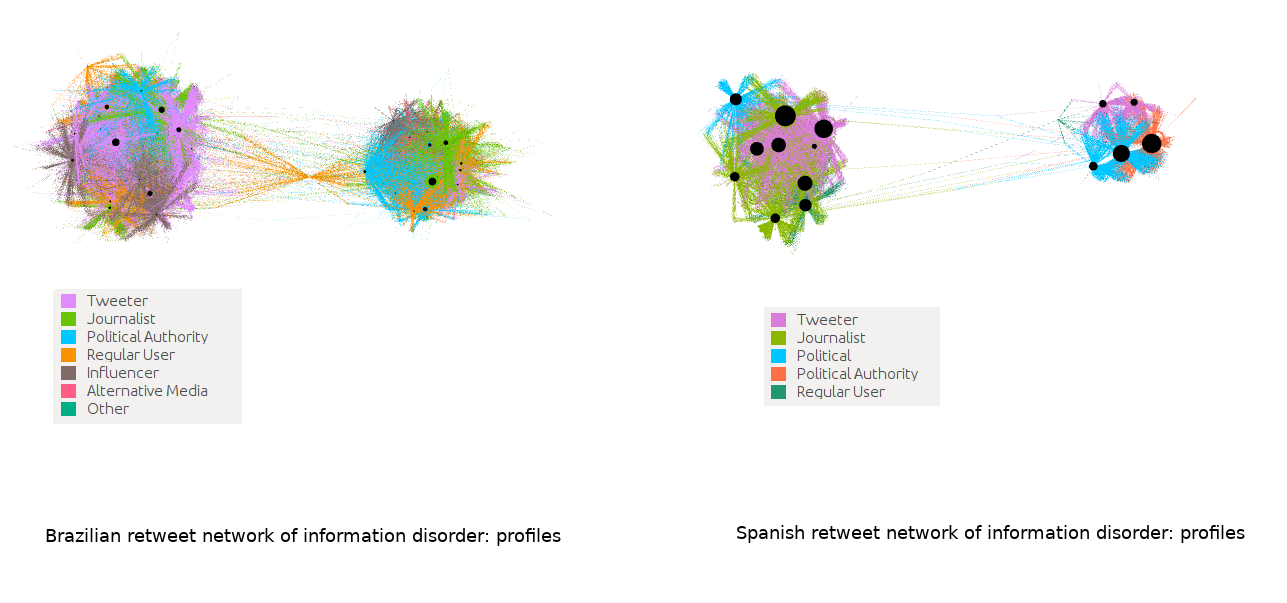 Tweeter
Journalist
Political Authority
Regular User
Influencer
Alternative Media
Other
Tweeter
Journalist
Political
Political Authority
Regular User
Brazilian retweet network of information disorder: profiles
Spanish retweet network of information disorder: profiles